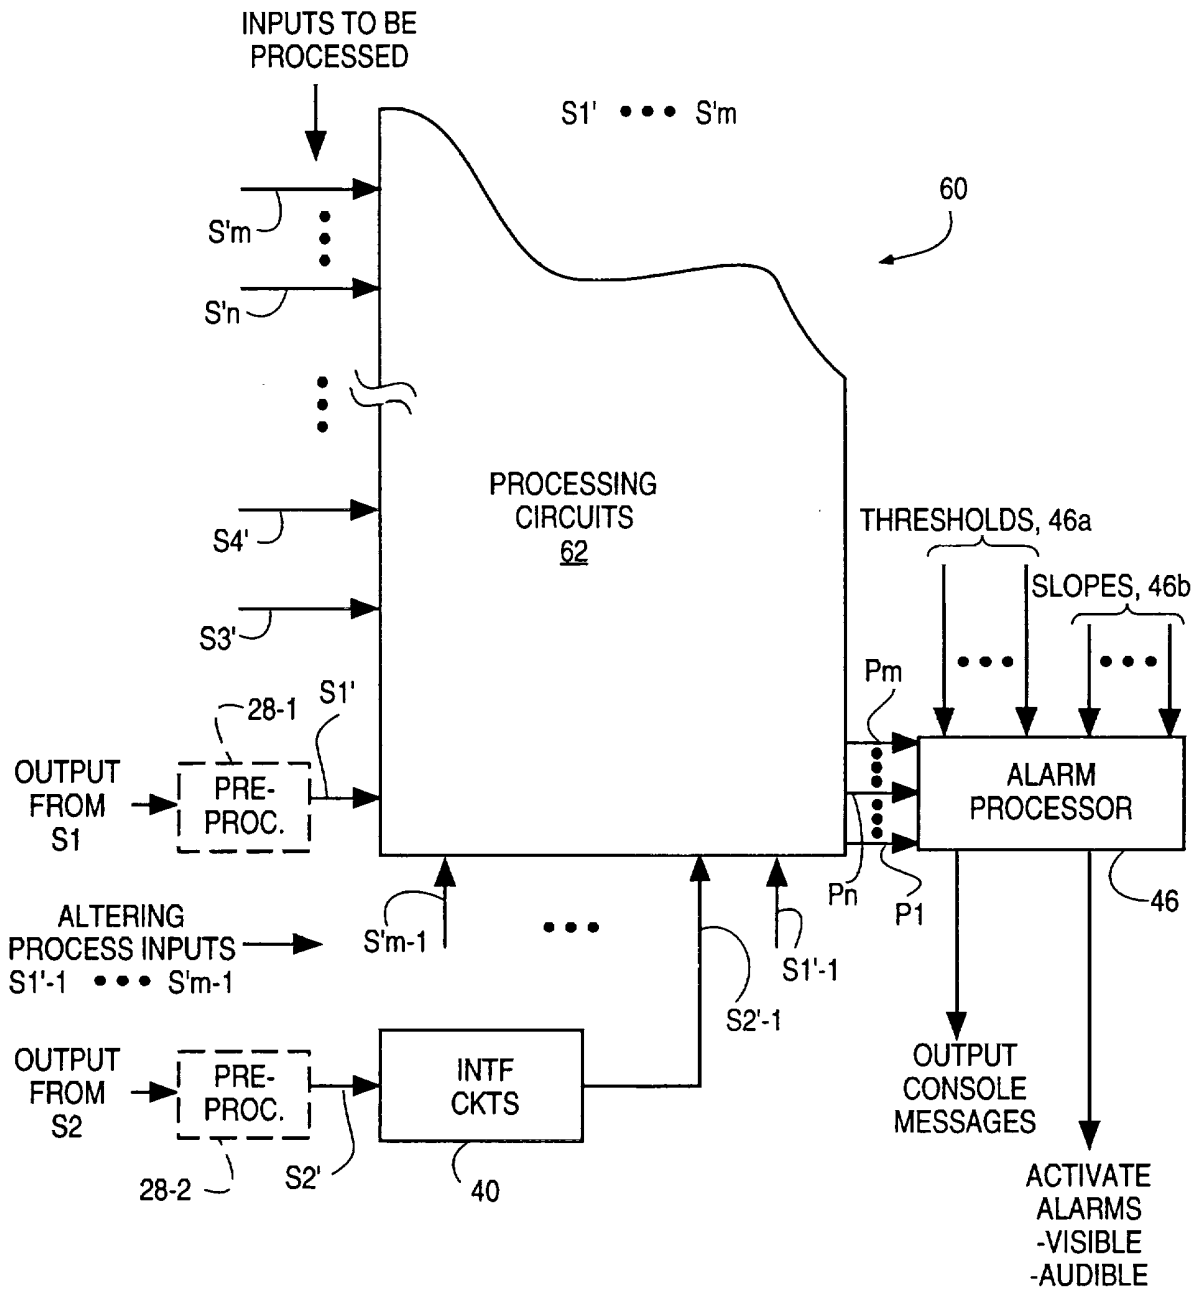 INPUTS TO BE
PROCESSED
S1' ••• S'm
60
S'm
S'n
PROCESSING
CIRCUITS
62
S4'
S3'
THRESHOLDS, 46a
SLOPES, 46b
Pm
28-1
S1'
OUTPUT
FROM
S1
PRE-
PROC.
ALARM
PROCESSOR
Pn
P1
46
ALTERING
PROCESS INPUTS
S1'-1 ••• S'm-1
S'm-1
S1'-1
S2'-1
OUTPUT
FROM
S2
PRE-
PROC.
28-2
S2'
INTF
CKTS
40
OUTPUT
CONSOLE
MESSAGES
ACTIVATE
ALARMS
-VISIBLE
-AUDIBLE